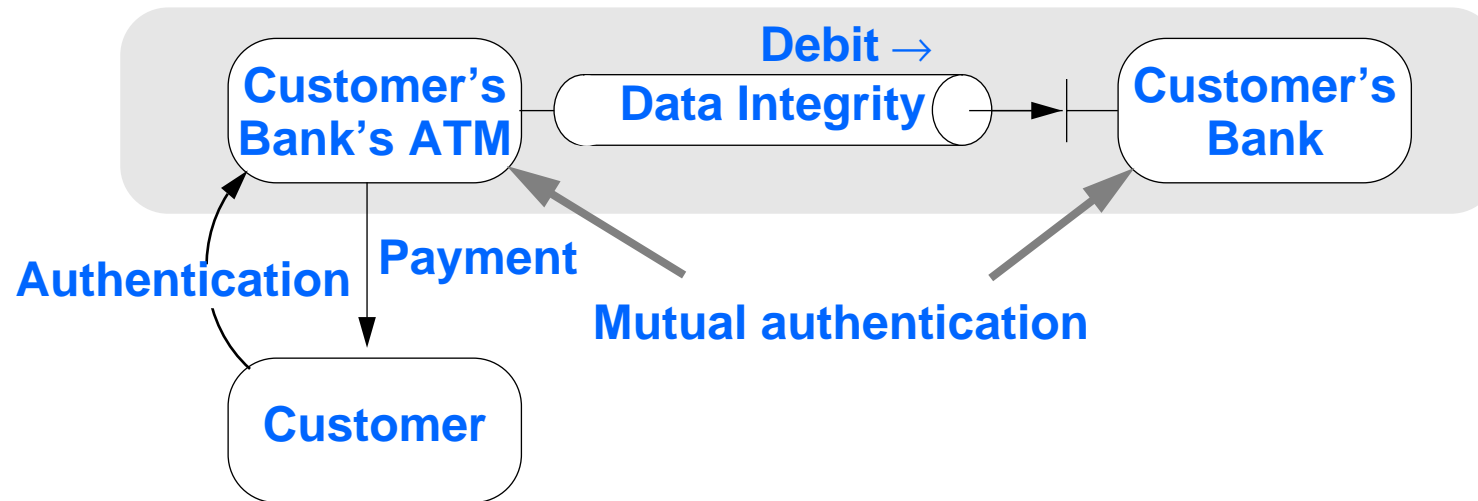 Debit →
Customer’s
Bank’s ATM
Data Integrity
Customer’s
Bank
Authentication
Payment
Mutual authentication
Customer